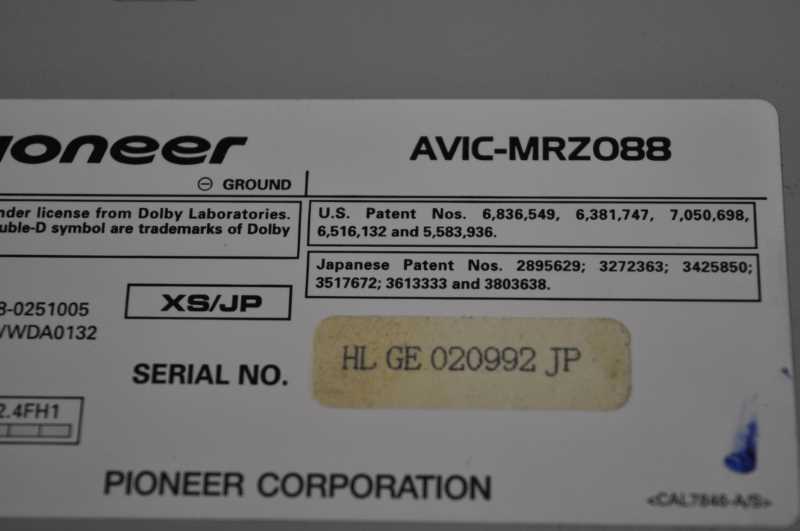 ioneer
AVIC-MRZ088
⊖ GROUND
nder license from Dolby Laboratories.
uble-D symbol are trademarks of Dolby
U.S. Patent Nos. 6,836,549, 6,381,747, 7,050,698,
6,516,132 and 5,583,936.
Japanese Patent Nos. 2895629; 3272363; 3425850;
3517672; 3613333 and 3803638.
8-0251005
/WDA0132
XS/JP
SERIAL NO.
HL GE 020992 JP
2.4FH1
PIONEER CORPORATION
<CAL7846-A/S>